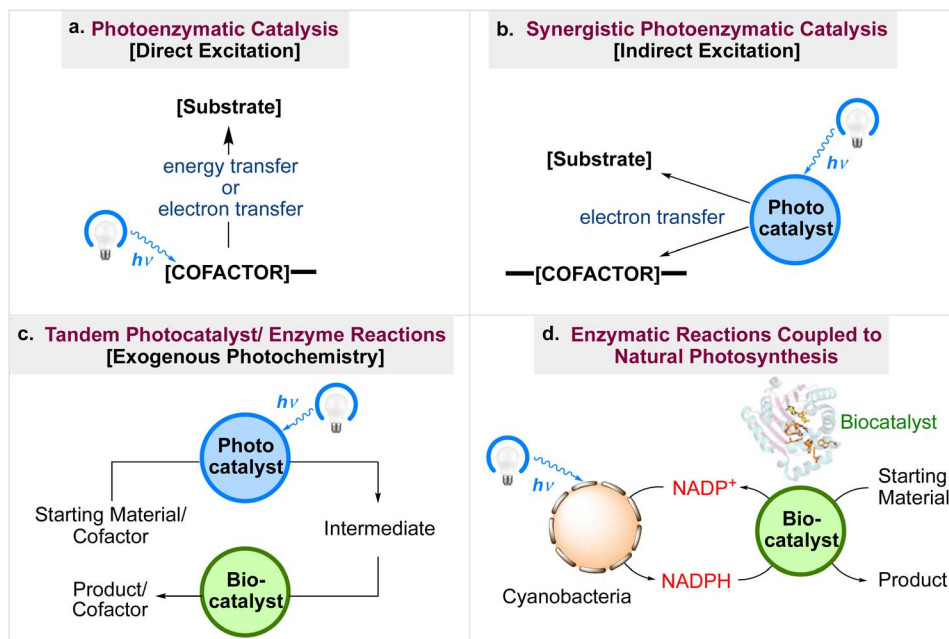 a. Photoenzymatic Catalysis
[Direct Excitation]
[Substrate]
energy transfer
or
electron transfer
hν
[COFACTOR]
b. Synergistic Photoenzymatic Catalysis
[Indirect Excitation]
hν
[Substrate]
Photo
catalyst
electron transfer
[COFACTOR]
c. Tandem Photocatalyst/ Enzyme Reactions
[Exogenous Photochemistry]
hν
Photo
catalyst
Starting Material/
Cofactor
Intermediate
Product/
Cofactor
Bio-
catalyst
d. Enzymatic Reactions Coupled to
Natural Photosynthesis
Biocatalyst
hν
NADP+
Starting
Material
Bio-
catalyst
NADPH
Product
Cyanobacteria